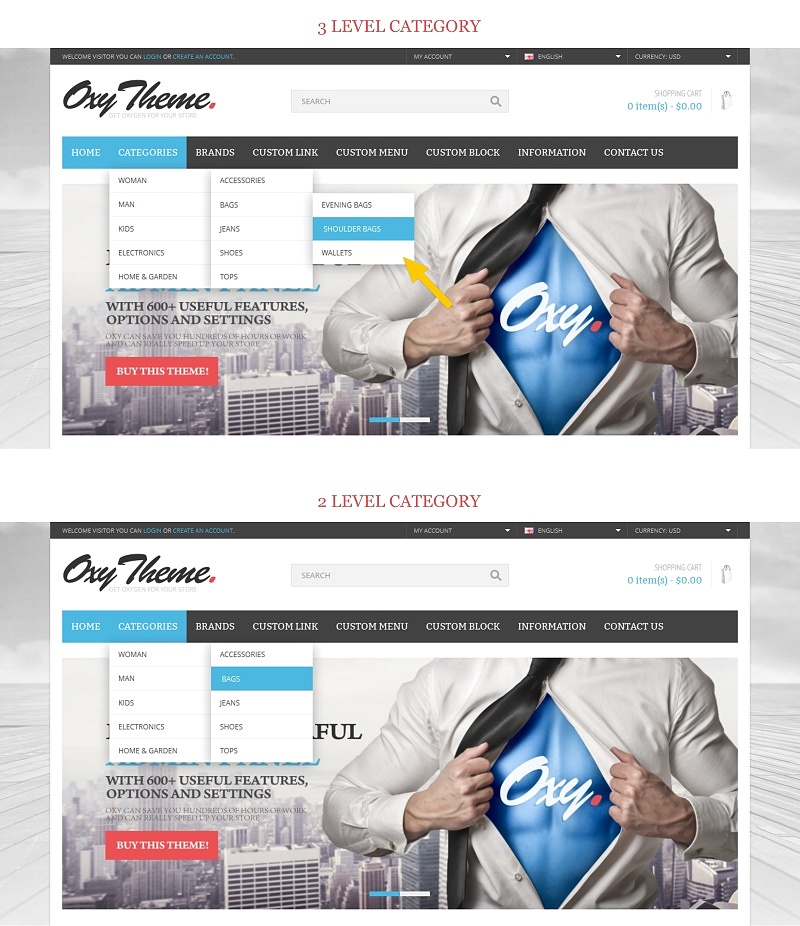 3 LEVEL CATEGORY
WELCOME VISITOR YOU CAN LOGIN OR CREATE AN ACCOUNT.
MY ACCOUNT
ENGLISH
CURRENCY: USD
Oxy Theme.
GET OXYGEN FOR YOUR STORE
SEARCH
SHOPPING CART
0 item(s) - $0.00
HOME CATEGORIES BRANDS CUSTOM LINK CUSTOM MENU CUSTOM BLOCK INFORMATION CONTACT US
WOMAN
MAN
KIDS
ELECTRONICS
HOME & GARDEN
ACCESSORIES
BAGS
JEANS
SHOES
TOPS
EVENING BAGS
SHOULDER BAGS
WALLETS
WITH 600+ USEFUL FEATURES,
OPTIONS AND SETTINGS
OXY CAN SAVE YOU HUNDREDS OF HOURS OF WORK
AND CAN REALLY SPEED UP YOUR STORE
BUY THIS THEME!
Oxy.
2 LEVEL CATEGORY
WELCOME VISITOR YOU CAN LOGIN OR CREATE AN ACCOUNT.
MY ACCOUNT
ENGLISH
CURRENCY: USD
Oxy Theme.
GET OXYGEN FOR YOUR STORE
SEARCH
SHOPPING CART
0 item(s) - $0.00
HOME CATEGORIES BRANDS CUSTOM LINK CUSTOM MENU CUSTOM BLOCK INFORMATION CONTACT US
WOMAN
MAN
KIDS
ELECTRONICS
HOME & GARDEN
ACCESSORIES
BAGS
JEANS
SHOES
TOPS
WITH 600+ USEFUL FEATURES,
OPTIONS AND SETTINGS
OXY CAN SAVE YOU HUNDREDS OF HOURS OF WORK
AND CAN REALLY SPEED UP YOUR STORE
BUY THIS THEME!
Oxy.